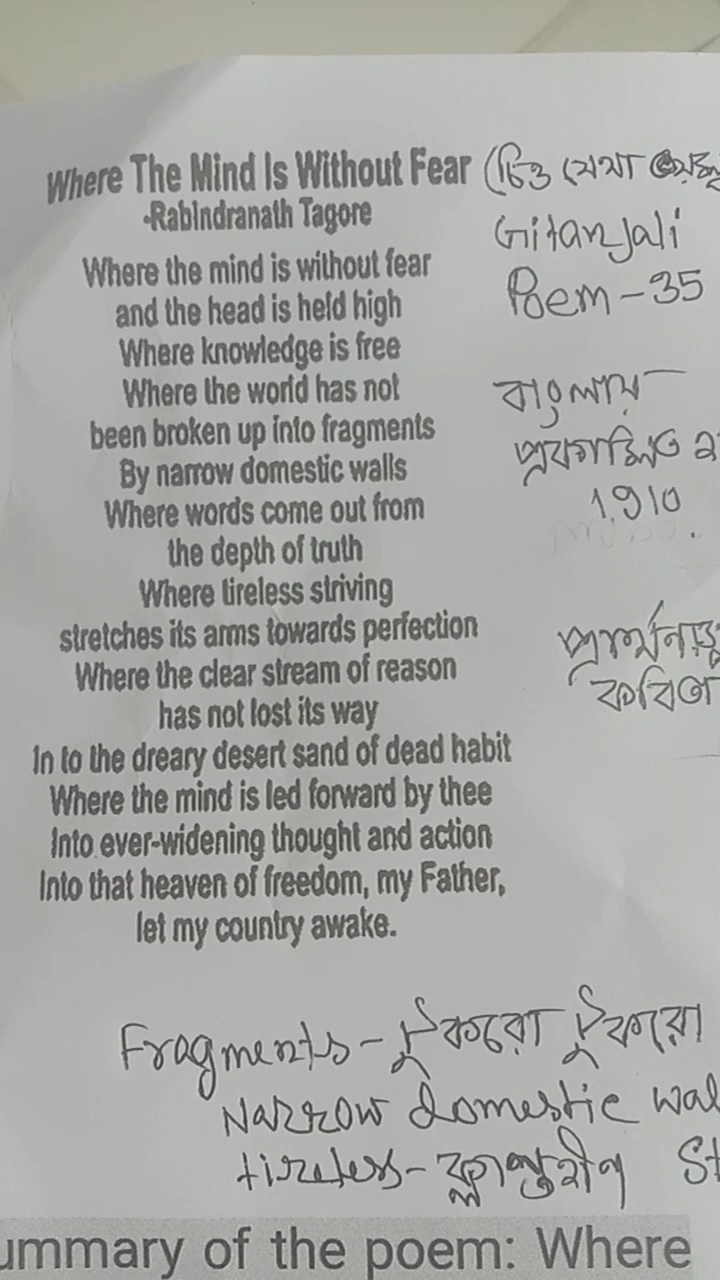 Where The Mind Is Without Fear (চিত্ত যেথা
-Rabindranath Tagore
Gitanjali
Where the mind is without fear
Poem - 35
and the head is held high
Where knowledge is free
Where the world has not
বাংলায়
been broken up into fragments
প্রকাশিত
By narrow domestic walls
Where words come out from
1910
the depth of truth
Where tireless striving
stretches its arms towards perfection
Where the clear stream of reason
কবিতা
has not lost its way
In to the dreary desert sand of dead habit
Where the mind is led forward by thee
Into ever-widening thought and action
Into that heaven of freedom, my Father,
let my country awake.
Fragments - টুকরো টুকরো
Narrow domestic wal
tireless - ক্লান্তহীন St
ummary of the poem: Where